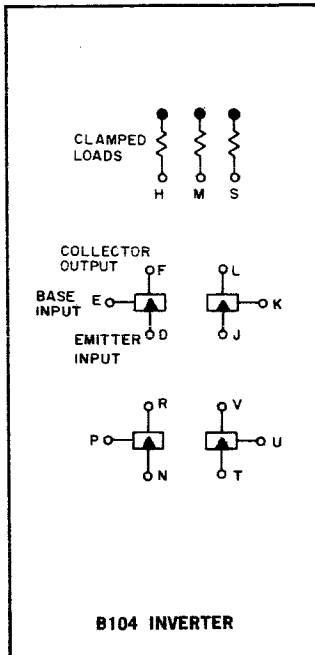 CLAMPED
LOADS
H M S
COLLECTOR
OUTPUT
F L
BASE
INPUT
E K
EMITTER
INPUT
D J
R V
P U
N T
B104 INVERTER